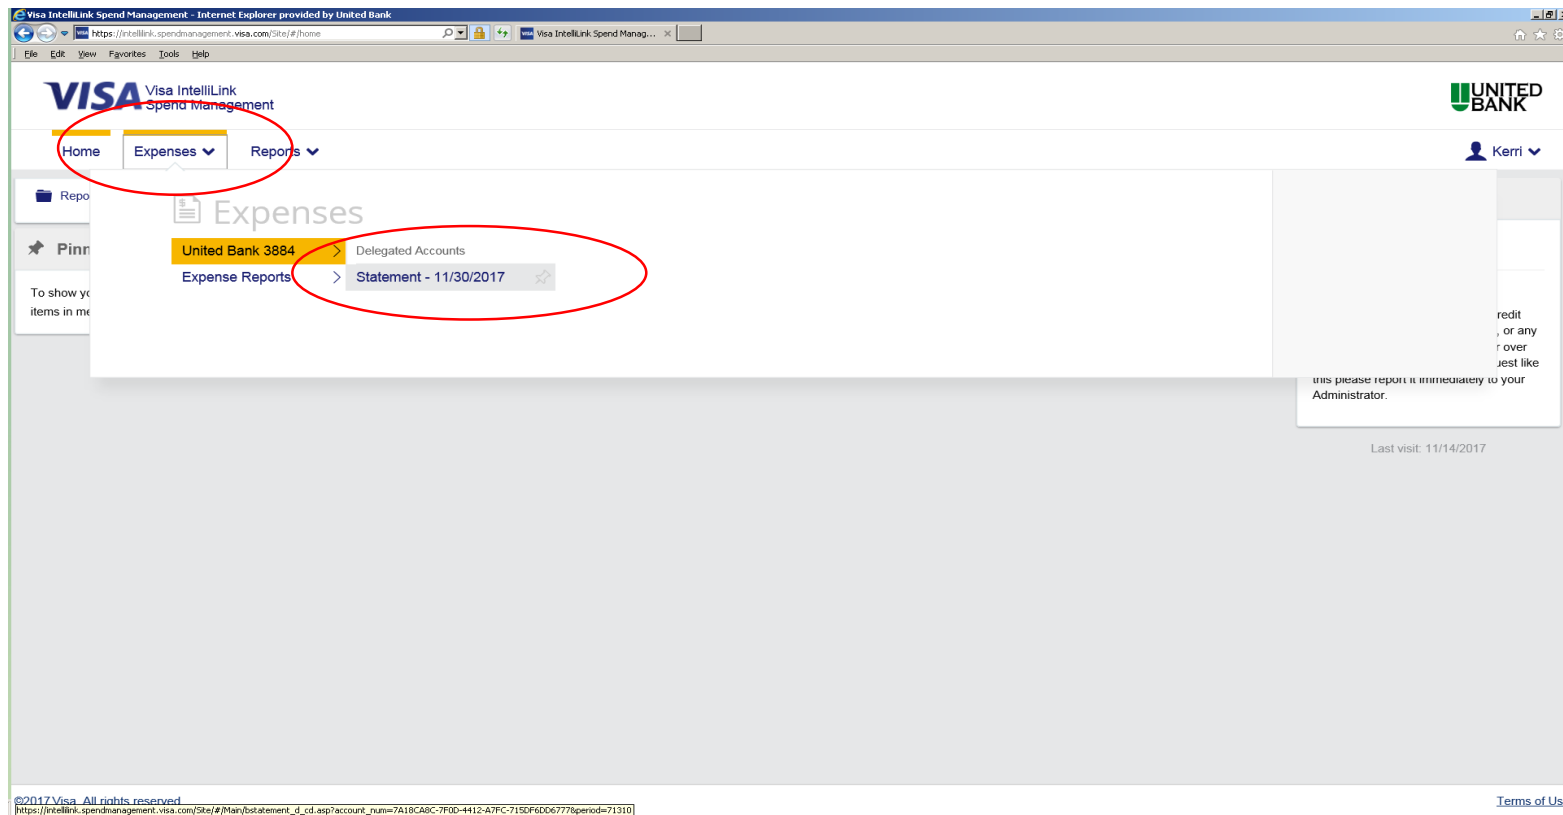 Visa IntelliLink Spend Management - Internet Explorer provided by United Bank
https://intellilink.spendmanagement.visa.com/Site/#/home
Visa IntelliLink Spend Manag...
File Edit View Favorites Tools Help
VISA Visa IntelliLink
Spend Management
UNITED
BANK
Home Expenses Reports Kerri
Repo
Expenses
Pinn
United Bank 3884 Delegated Accounts
Expense Reports Statement - 11/30/2017
To show yo
items in me
redit
, or any
r over
uest like
this please report it immediately to your
Administrator.
Last visit: 11/14/2017
©2017 Visa. All rights reserved
Terms of Us
https://intellilink.spendmanagement.visa.com/Site/#/Main/bstatement_d_cd.asp?account_num=7A18CA8C-7F0D-4412-A7FC-715DF6DD6777&period=71310